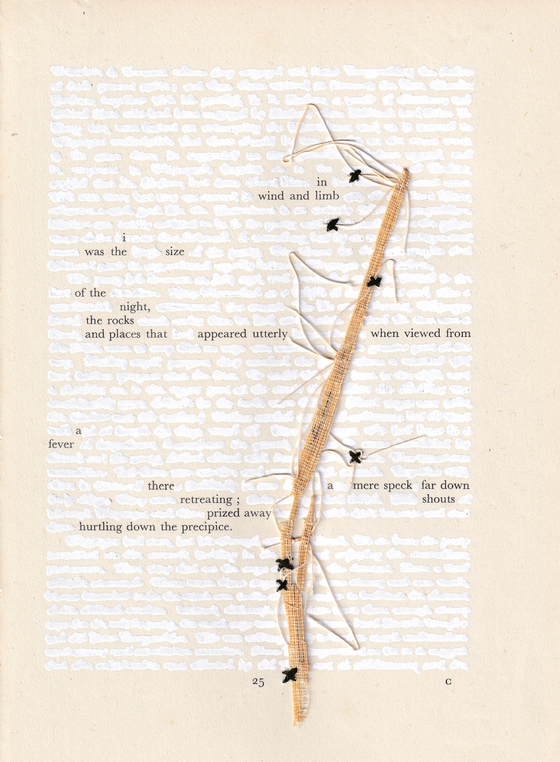 in
wind and limb
i
was the size
of the
night,
the rocks
and places that appeared utterly when viewed from
a
fever
there a mere speck far down
retreating ; shouts
prized away
hurtling down the precipice.
25 C